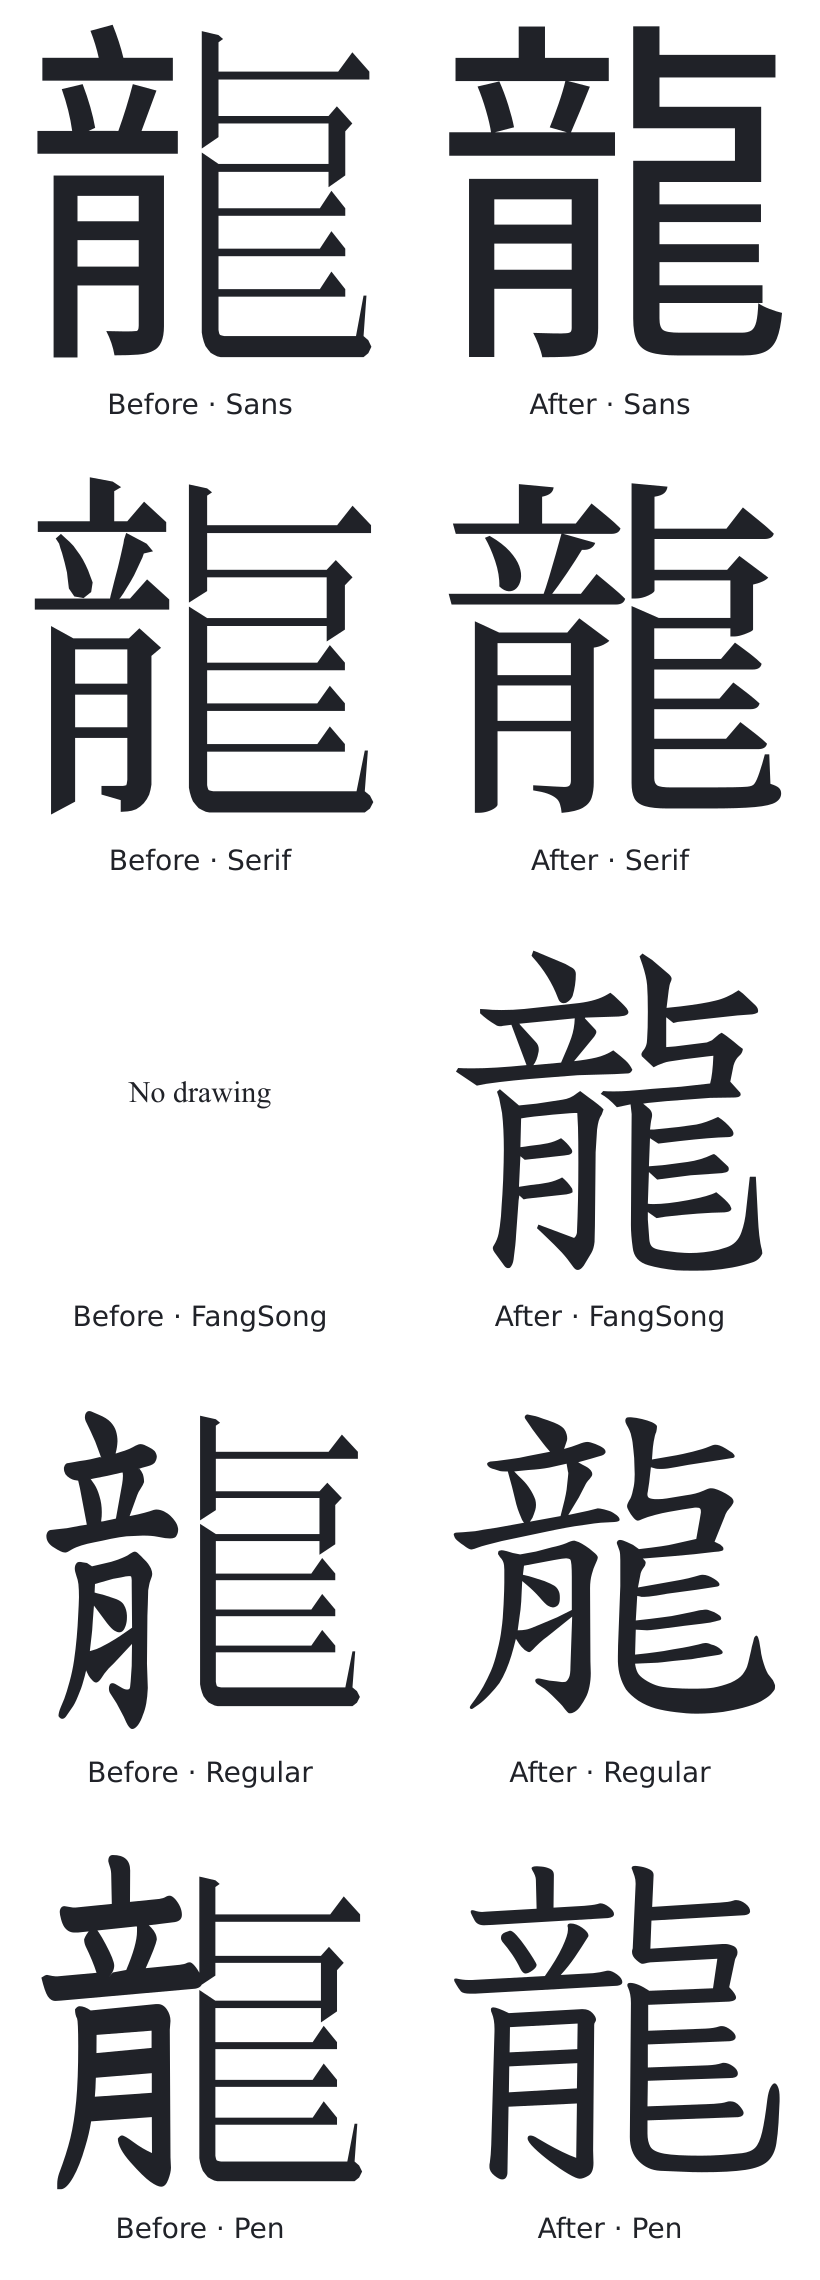 龍 龍
Before · Sans After · Sans
龍 龍
Before · Serif After · Serif
No drawing 龍
Before · FangSong After · FangSong
龍 龍
Before · Regular After · Regular
龍 龍
Before · Pen After · Pen